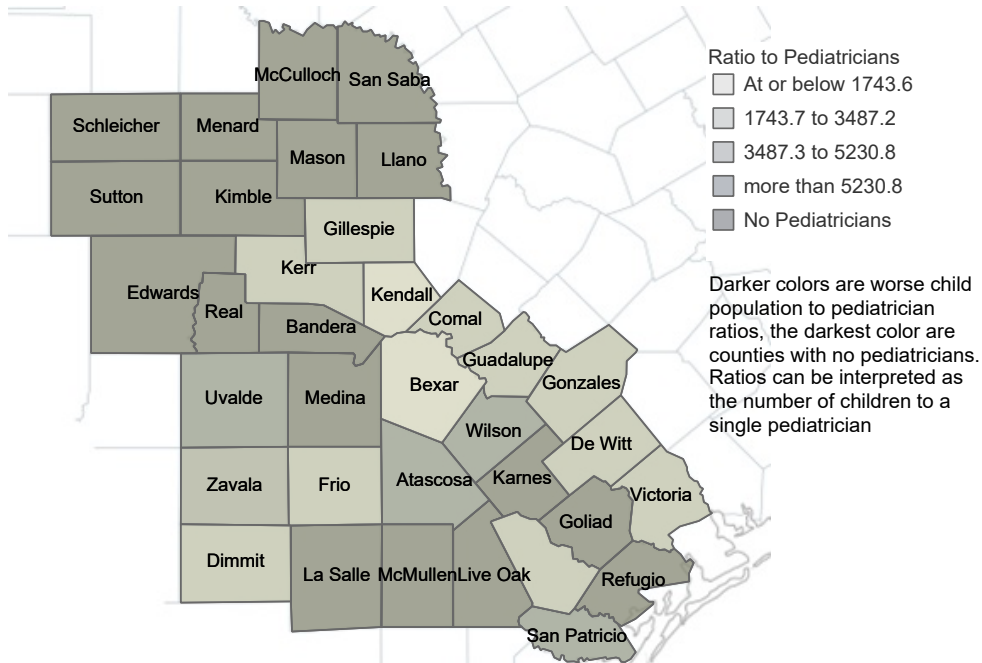 McCulloch
San Saba
Schleicher
Menard
Mason
Llano
Sutton
Kimble
Gillespie
Kerr
Edwards
Kendall
Real
Comal
Bandera
Guadalupe
Bexar
Gonzales
Uvalde
Medina
Wilson
De Witt
Zavala
Frio
Atascosa
Karnes
Victoria
Goliad
Dimmit
La Salle
McMullen
Live Oak
Refugio
San Patricio
Ratio to Pediatricians
At or below 1743.6
1743.7 to 3487.2
3487.3 to 5230.8
more than 5230.8
No Pediatricians
Darker colors are worse child
population to pediatrician
ratios, the darkest color are
counties with no pediatricians.
Ratios can be interpreted as
the number of children to a
single pediatrician